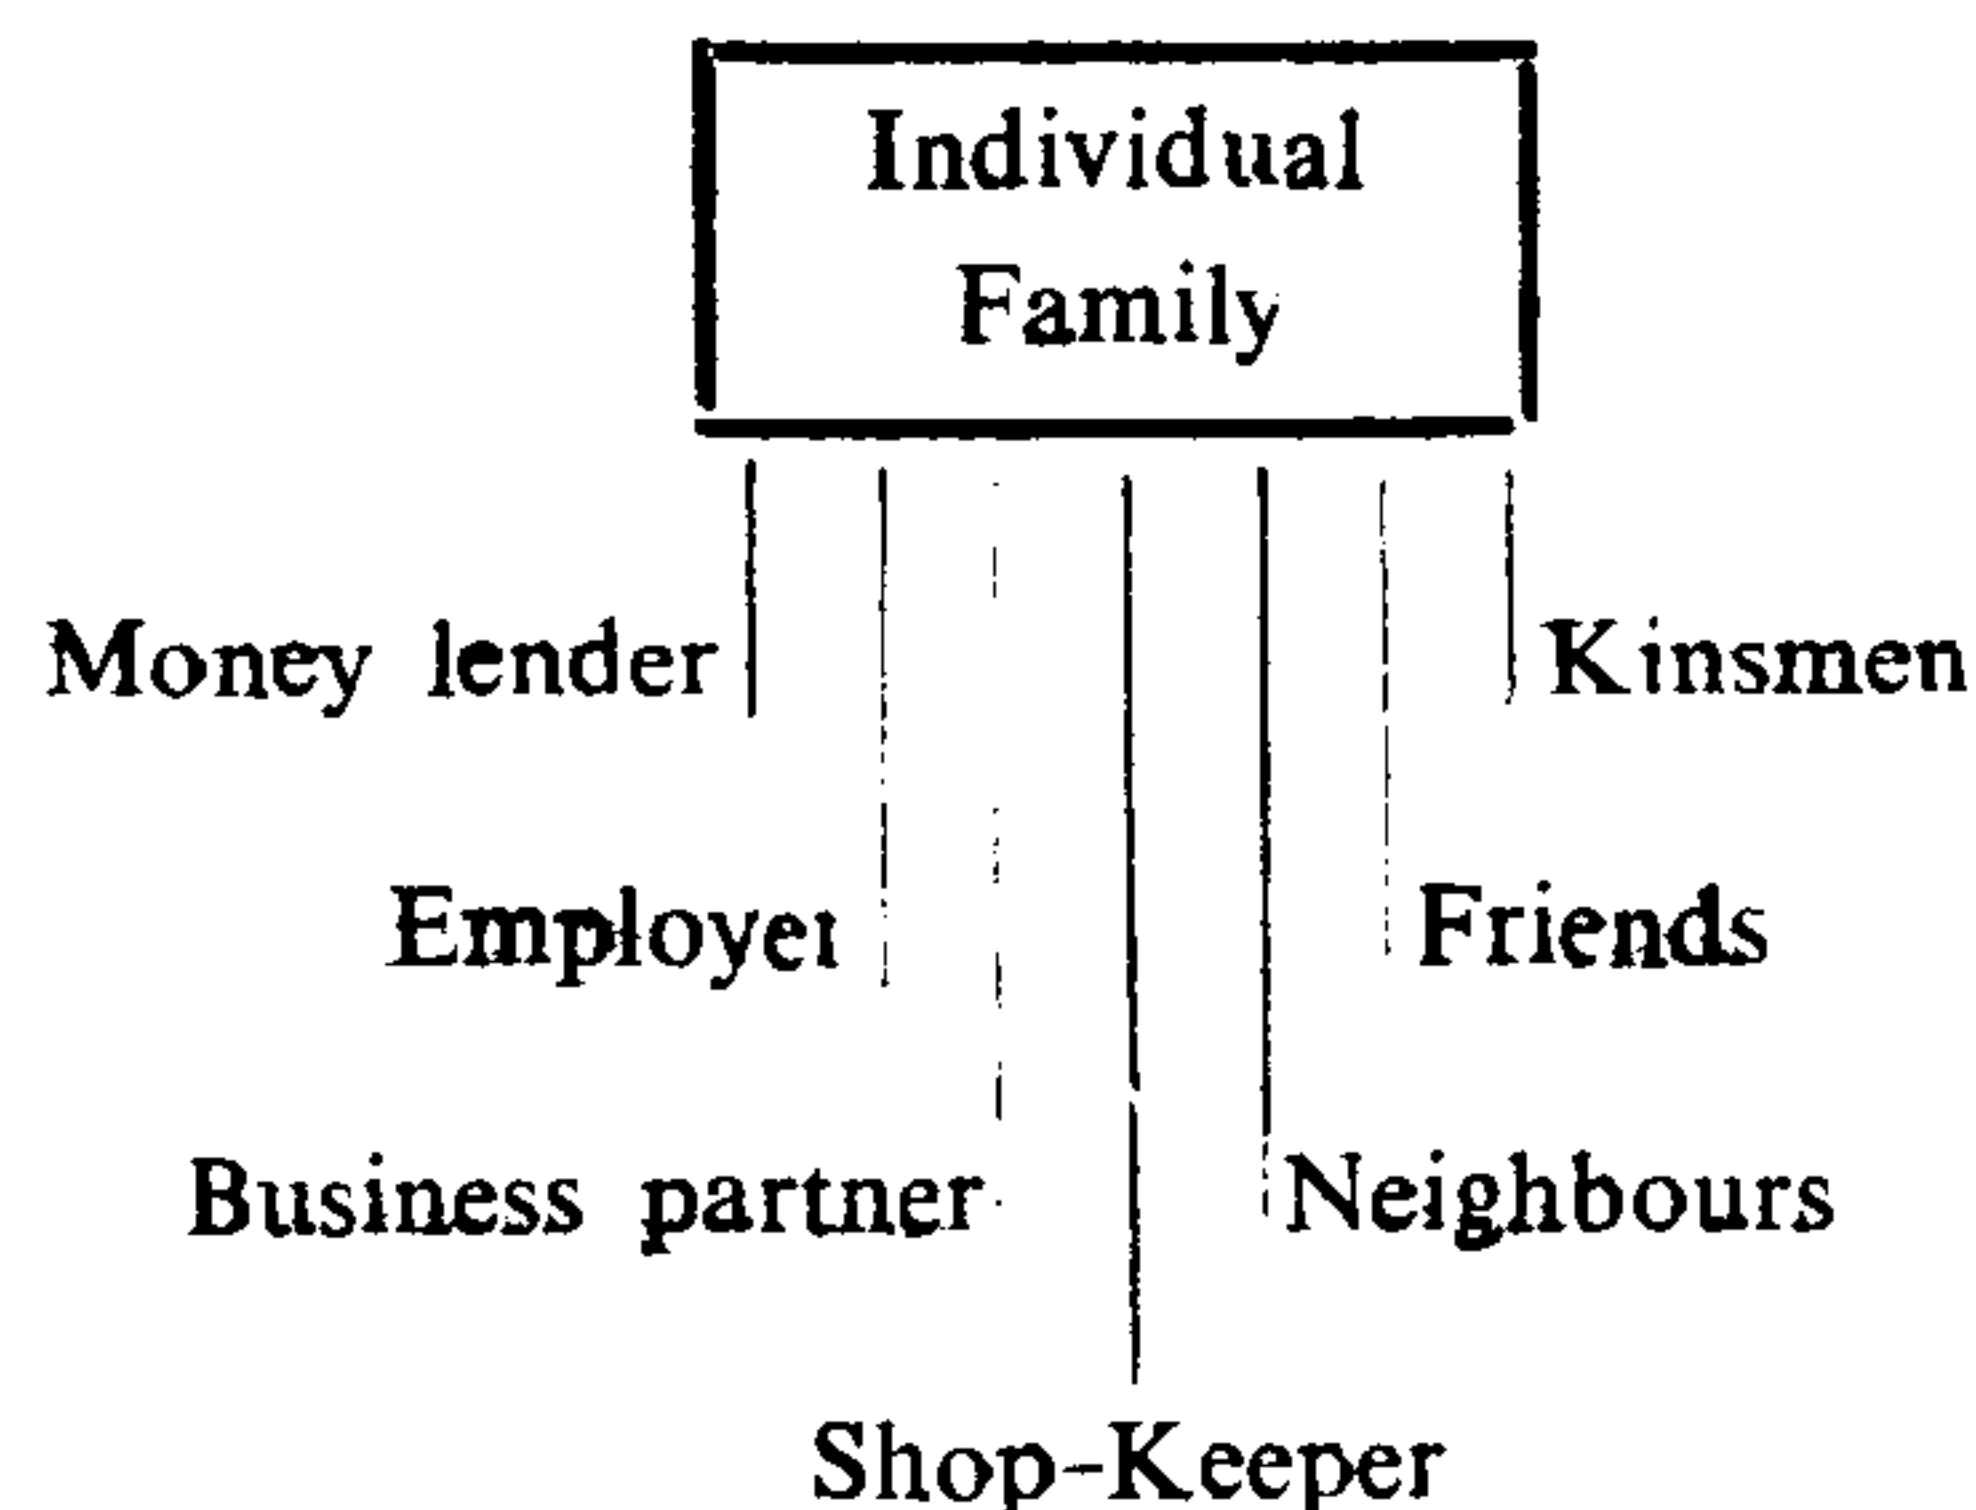 Individual
Family
Money lender
Kinsmen
Employer
Friends
Business partner
Neighbours
Shop-Keeper